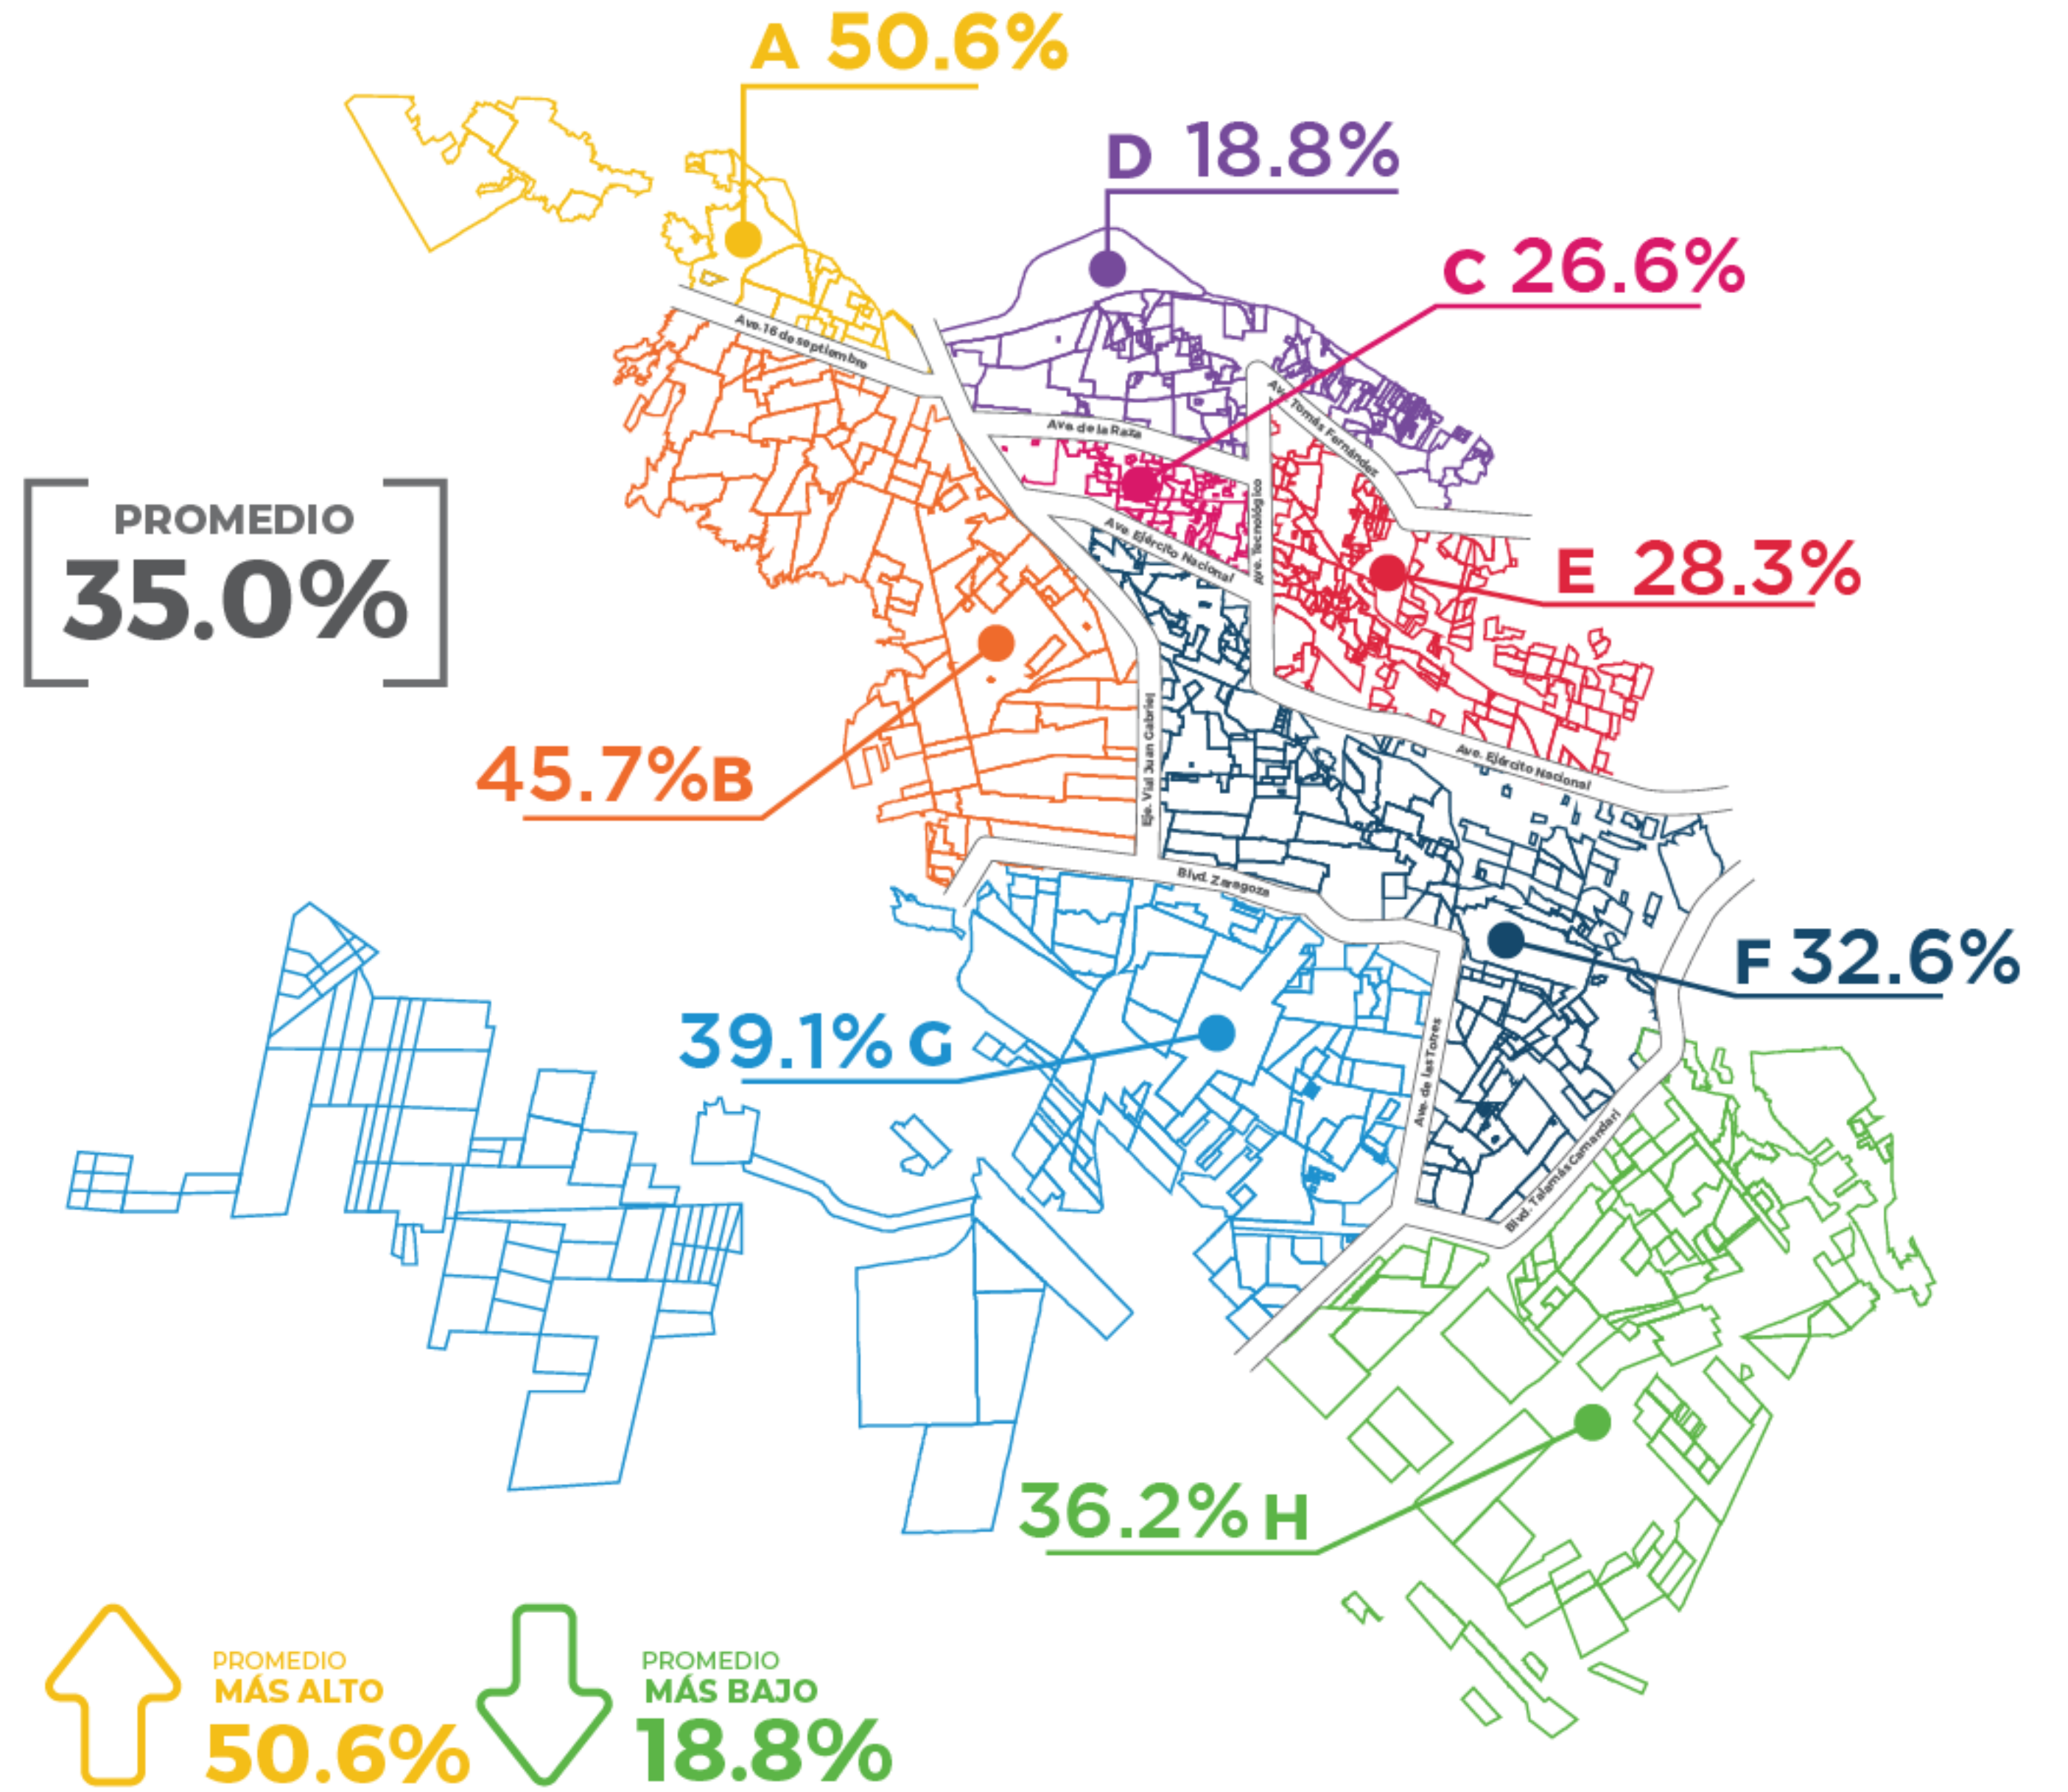 A 50.6%
D 18.8%
C 26.6%
Ave. 16 de septiembre
Ave. Tomás Fernández
Ave. de la Raza
PROMEDIO
35.0%
Ave. Tecnológico
Ave. Ejército Nacional
E 28.3%
45.7% B
Eje. Vial Juan Gabriel
Ave. Ejército Nacional
Blvd. Zaragoza
F 32.6%
39.1% G
Ave. de las Torres
Blvd. Talamás Camandari
36.2% H
PROMEDIO
MÁS ALTO
50.6%
PROMEDIO
MÁS BAJO
18.8%